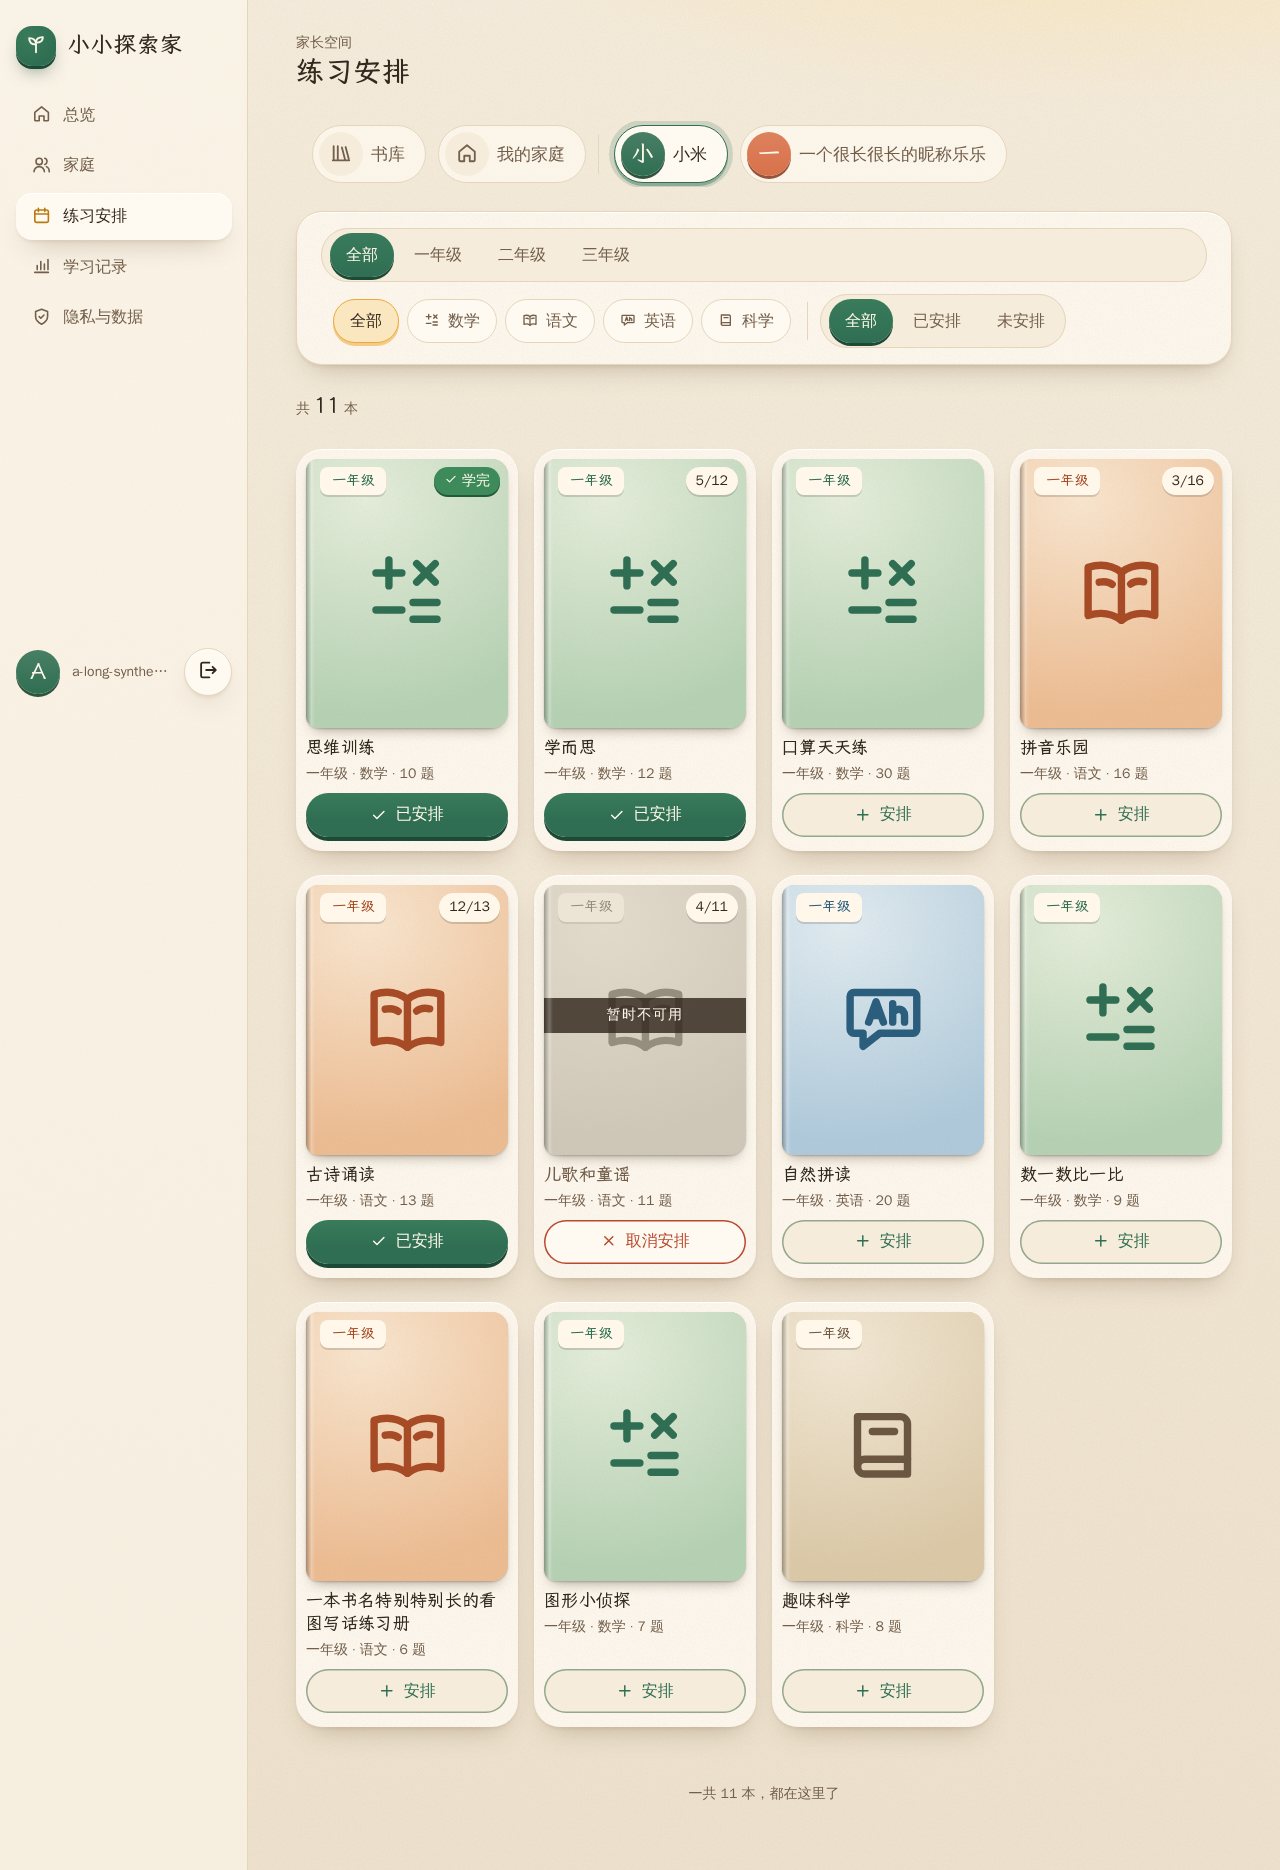 小小探索家
总览
家庭
练习安排
学习记录
隐私与数据
A a-long-synthe…
家长空间
练习安排
书库 我的家庭 小 小米 一 一个很长很长的昵称乐乐
全部 一年级 二年级 三年级
全部 数学 语文 Ah 英语 科学 全部 已安排 未安排
共 11 本
一年级 学完
思维训练
一年级 · 数学 · 10 题
已安排
一年级 5/12
学而思
一年级 · 数学 · 12 题
已安排
一年级
口算天天练
一年级 · 数学 · 30 题
安排
一年级 3/16
拼音乐园
一年级 · 语文 · 16 题
安排
一年级 12/13
古诗诵读
一年级 · 语文 · 13 题
已安排
一年级 4/11
暂时不可用
儿歌和童谣
一年级 · 语文 · 11 题
取消安排
一年级
Ah
自然拼读
一年级 · 英语 · 20 题
安排
一年级
数一数比一比
一年级 · 数学 · 9 题
安排
一年级
一本书名特别特别长的看
图写话练习册
一年级 · 语文 · 6 题
安排
一年级
图形小侦探
一年级 · 数学 · 7 题
安排
一年级
趣味科学
一年级 · 科学 · 8 题
安排
一共 11 本，都在这里了